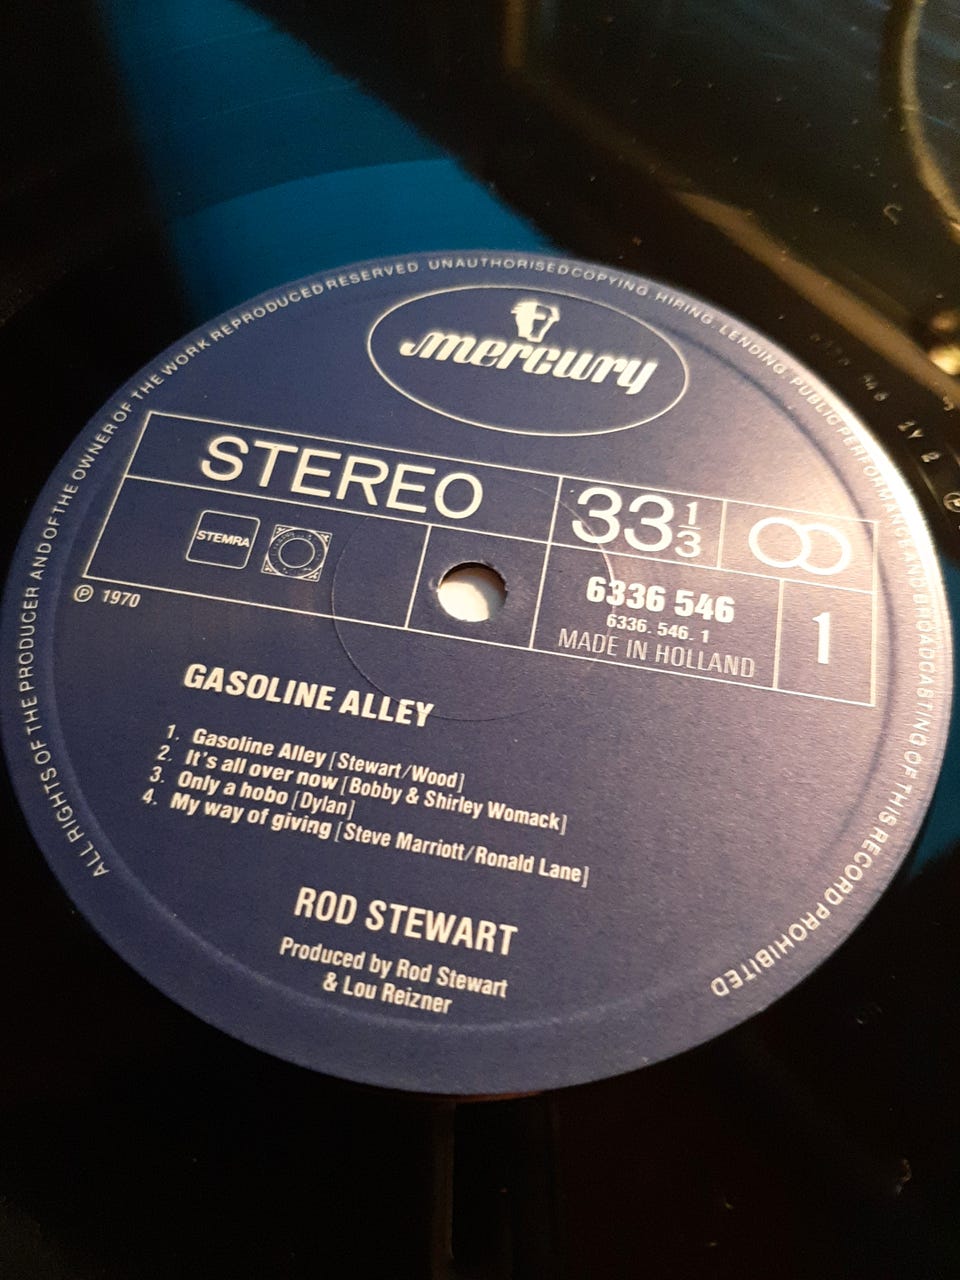 ALL RIGHTS OF THE PRODUCER AND OF THE OWNER OF THE WORK REPRODUCED RESERVED UNAUTHORISED COPYING, HIRING, LENDING, PUBLIC PERFORMANCE AND BROADCASTING OF THIS RECORD PROHIBITED
mercury
STEREO
33 1/3
STEMRA
6336 546
6336. 546. 1
MADE IN HOLLAND
1
℗ 1970
GASOLINE ALLEY
1. Gasoline Alley [Stewart/Wood]
2. It's all over now [Bobby & Shirley Womack]
3. Only a hobo [Dylan]
4. My way of giving [Steve Marriott/Ronald Lane]
ROD STEWART
Produced by Rod Stewart
& Lou Reizner